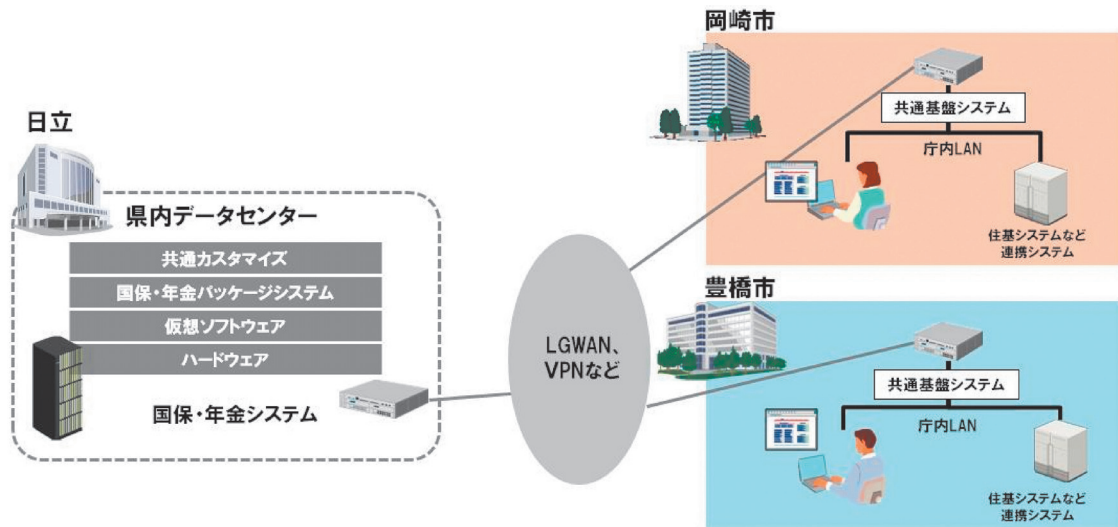 日立
県内データセンター
共通カスタマイズ
国保・年金パッケージシステム
仮想ソフトウェア
ハードウェア
国保・年金システム
LGWAN、
VPNなど
岡崎市
共通基盤システム
庁内LAN
住基システムなど
連携システム
豊橋市
共通基盤システム
庁内LAN
住基システムなど
連携システム